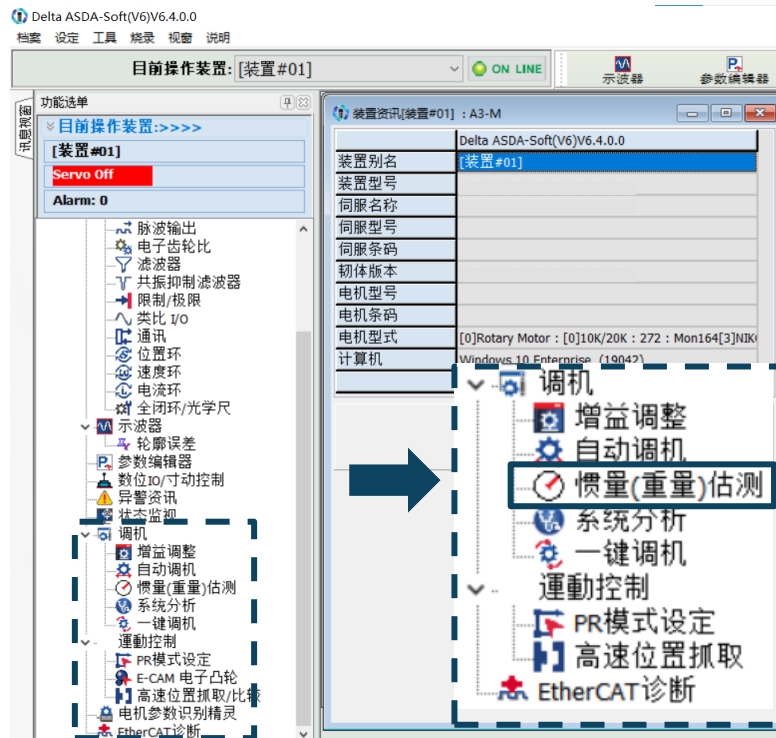 Delta ASDA-Soft(V6)V6.4.0.0
档案 设定 工具 烧录 视窗 说明
目前操作装置: [装置#01] ON LINE 示波器 参数编辑器
讯息视窗
功能选单
目前操作装置:>>>>
[装置#01]
Servo Off
Alarm: 0
脉波输出
电子齿轮比
滤波器
共振抑制滤波器
限制/极限
类比 I/O
通讯
位置环
速度环
电流环
全闭环/光学尺
示波器
轮廓误差
参数编辑器
数位IO/寸动控制
异警资讯
状态监视
调机
增益调整
自动调机
惯量(重量)估测
系统分析
一键调机
運動控制
PR模式设定
E-CAM 电子凸轮
高速位置抓取/比较
电机参数识别精灵
EtherCAT诊断
装置资讯[装置#01] : A3-M
Delta ASDA-Soft(V6)V6.4.0.0
装置别名 [装置#01]
装置型号
伺服名称
伺服型号
伺服条码
韧体版本
电机型号
电机条码
电机型式 [0]Rotary Motor : [0]10K/20K : 272 : Mon164[3]NIK
计算机 Windows 10 Enterprise (19042)
调机
增益调整
自动调机
惯量(重量)估测
系统分析
一键调机
運動控制
PR模式设定
高速位置抓取
EtherCAT诊断